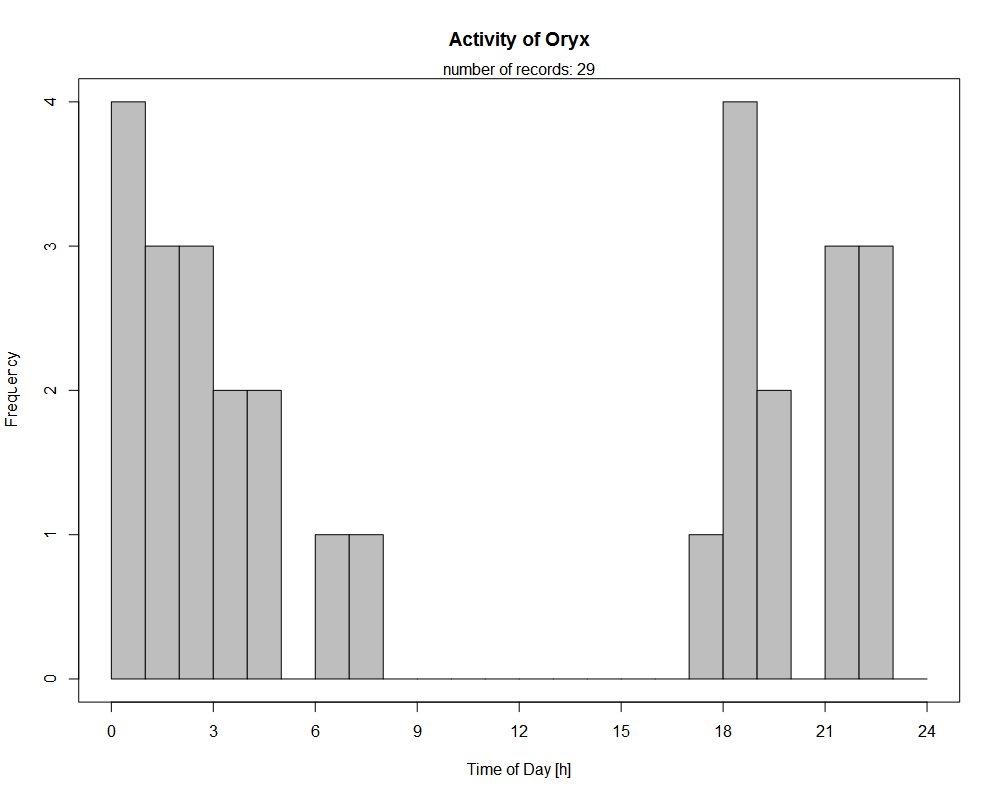 Activity of Oryx
number of records: 29
4
3
2
1
0
Frequency
0 3 6 9 12 15 18 21 24
Time of Day [h]